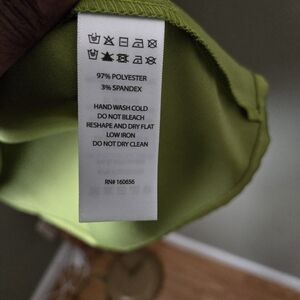 97% POLYESTER
3% SPANDEX
HAND WASH COLD
DO NOT BLEACH
RESHAPE AND DRY FLAT
LOW IRON
DO NOT DRY CLEAN
RN# 160656